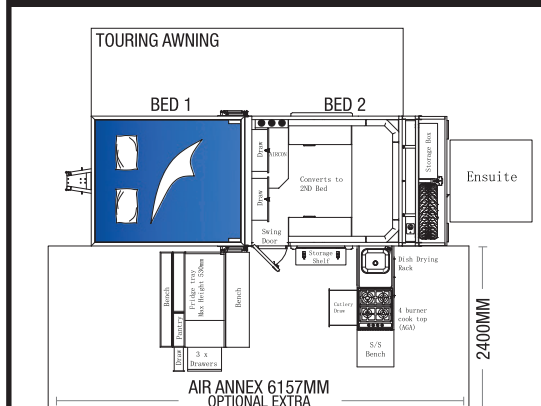 TOURING AWNING
BED 1
BED 2
Draw
AIRCON
Draw
Converts to
2ND Bed
Storage Box
Ensuite
Swing
Door
Storage
Shelf
Dish Drying
Rack
Bench
Fridge tray
Max Height 530mm
Bench
Pantry
Cutlery
Draw
4 burner
cook top
(AGA)
Draw
3 x
Drawers
S/S
Bench
2400MM
AIR ANNEX 6157MM
OPTIONAL EXTRA